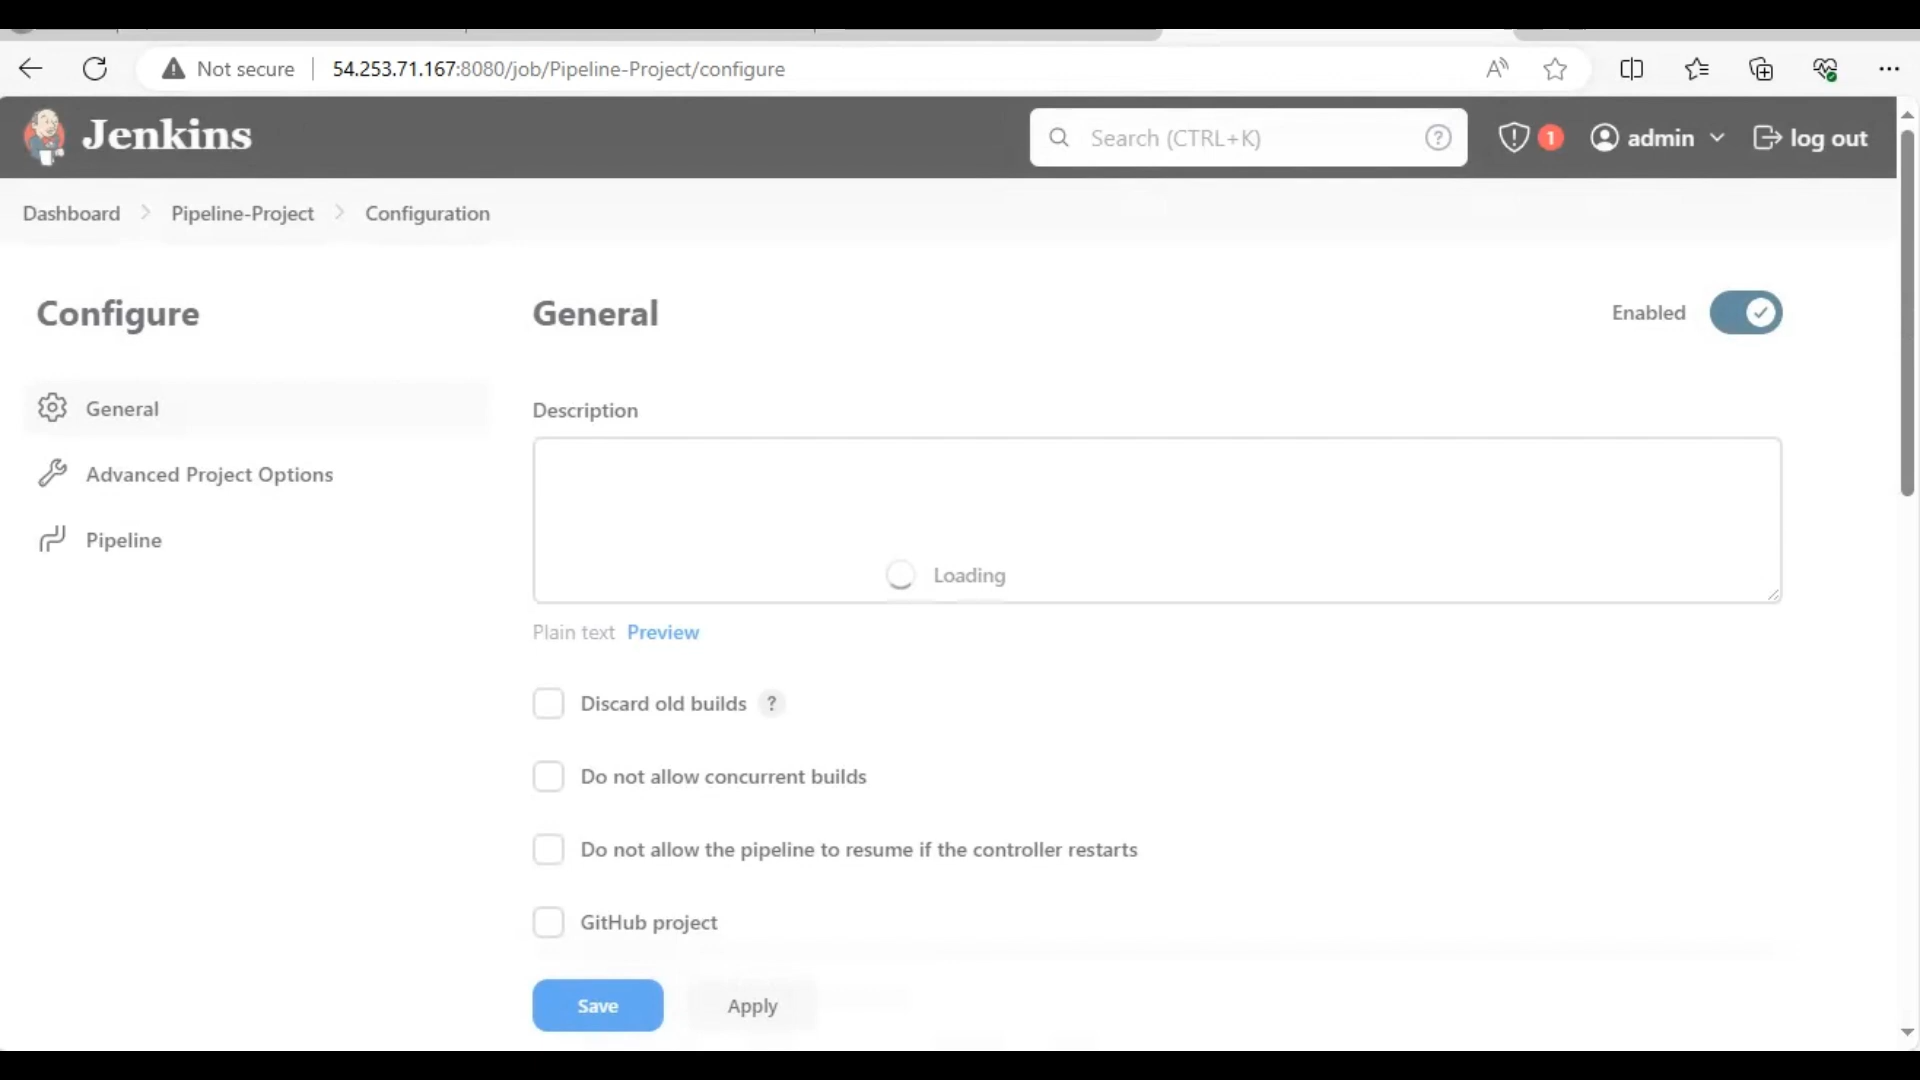 Not secure 54.253.71.167:8080/job/Pipeline-Project/configure
Jenkins
Search (CTRL+K)
1
admin
log out
Dashboard
Pipeline-Project
Configuration
Configure
General
Enabled
General
Advanced Project Options
Pipeline
Description
Loading
Plain text Preview
Discard old builds ?
Do not allow concurrent builds
Do not allow the pipeline to resume if the controller restarts
GitHub project
Save
Apply